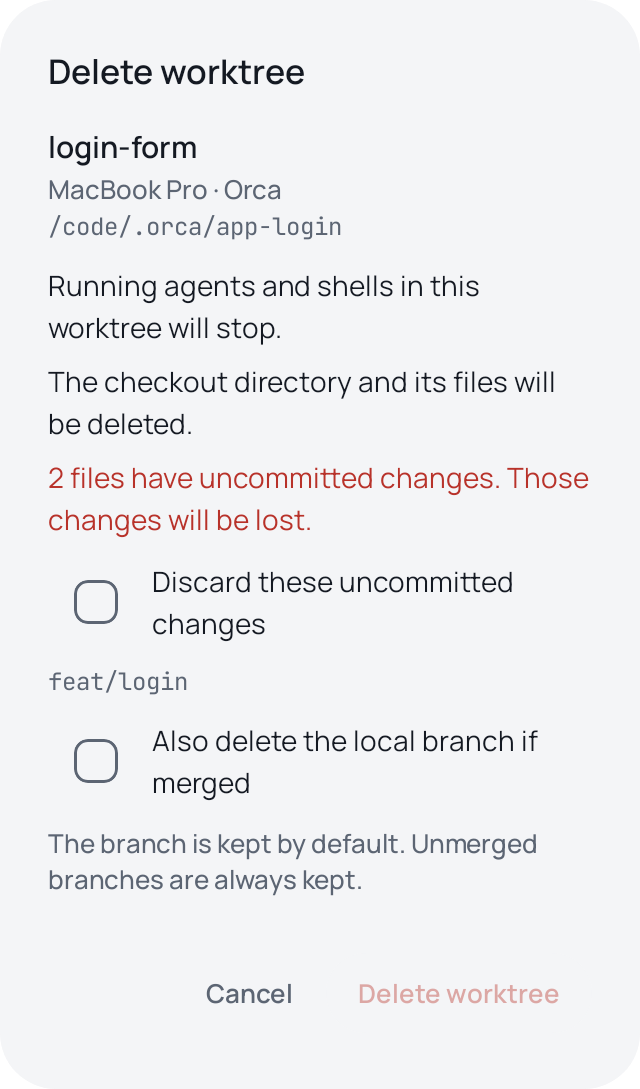 Delete worktree
login-form
MacBook Pro · Orca
/code/.orca/app-login
Running agents and shells in this
worktree will stop.
The checkout directory and its files will
be deleted.
2 files have uncommitted changes. Those
changes will be lost.
Discard these uncommitted
changes
feat/login
Also delete the local branch if
merged
The branch is kept by default. Unmerged
branches are always kept.
Cancel Delete worktree